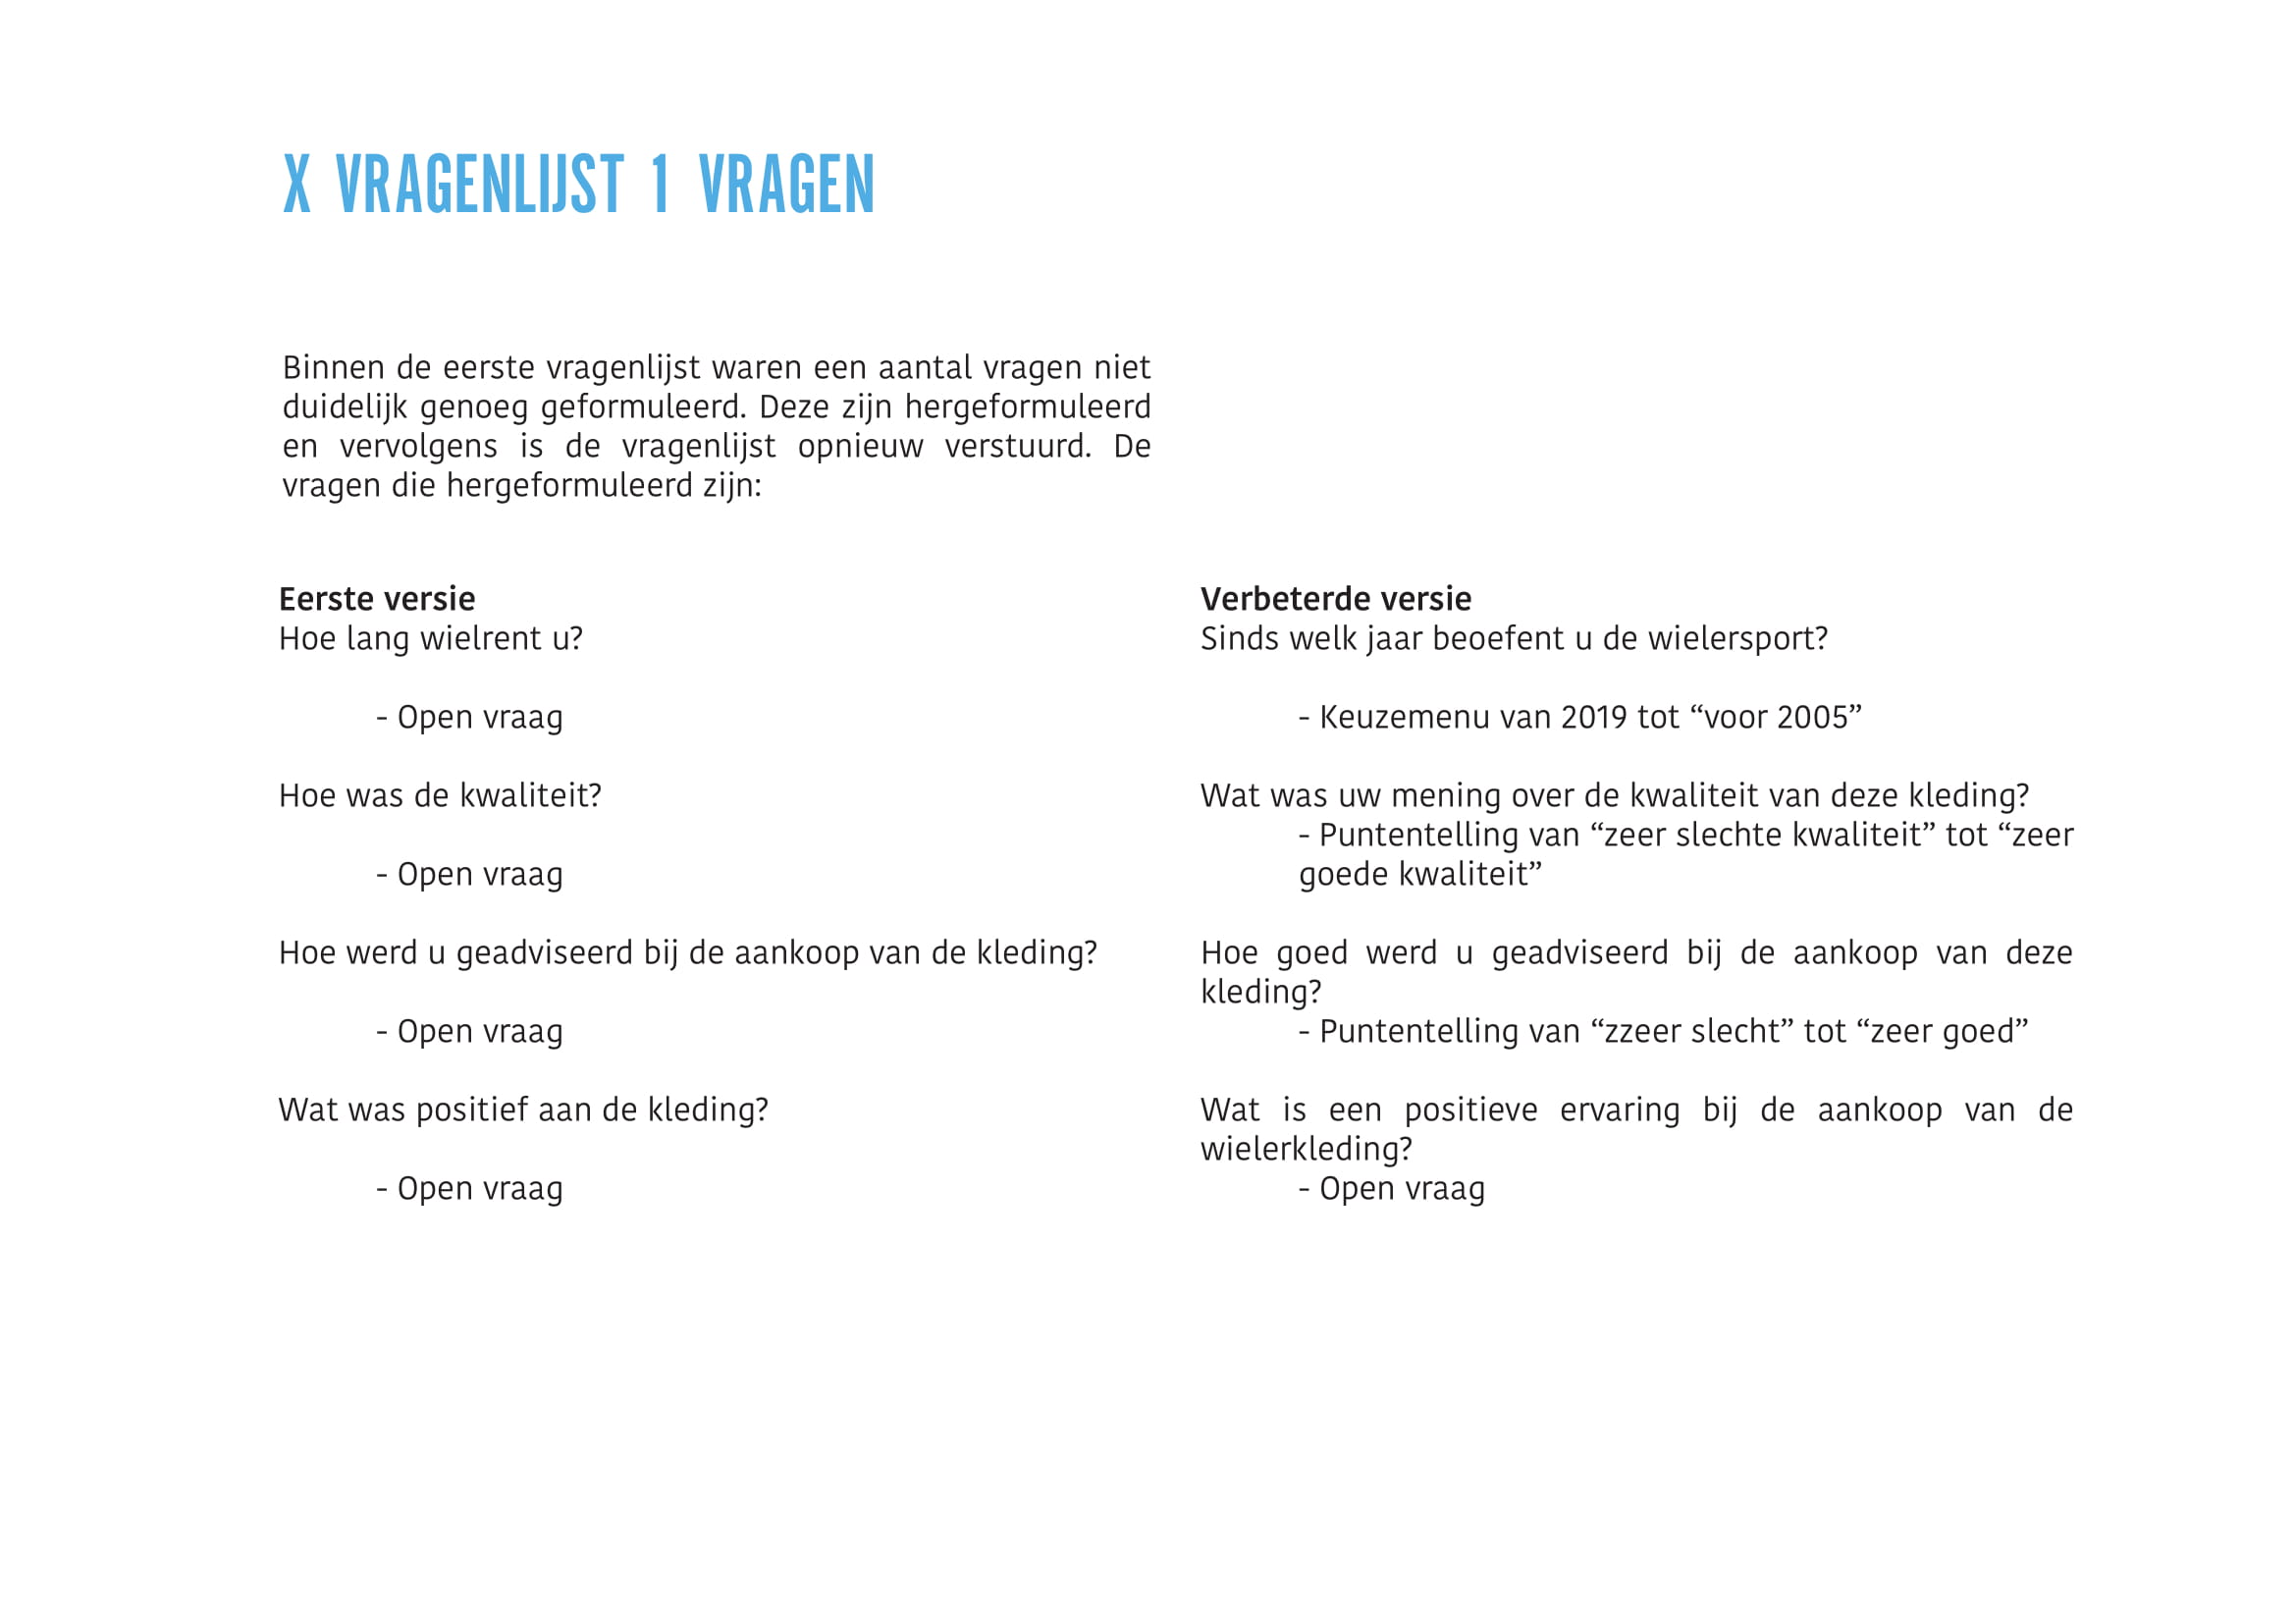 X VRAGENLIJST 1 VRAGEN
Binnen de eerste vragenlijst waren een aantal vragen niet
duidelijk genoeg geformuleerd. Deze zijn hergeformuleerd
en vervolgens is de vragenlijst opnieuw verstuurd. De
vragen die hergeformuleerd zijn:
Eerste versie
Hoe lang wielrent u?
- Open vraag
Hoe was de kwaliteit?
- Open vraag
Hoe werd u geadviseerd bij de aankoop van de kleding?
- Open vraag
Wat was positief aan de kleding?
- Open vraag
Verbeterde versie
Sinds welk jaar beoefent u de wielersport?
- Keuzemenu van 2019 tot “voor 2005”
Wat was uw mening over de kwaliteit van deze kleding?
- Puntentelling van “zeer slechte kwaliteit” tot “zeer
goede kwaliteit”
Hoe goed werd u geadviseerd bij de aankoop van deze
kleding?
- Puntentelling van “zzeer slecht” tot “zeer goed”
Wat is een positieve ervaring bij de aankoop van de
wielerkleding?
- Open vraag